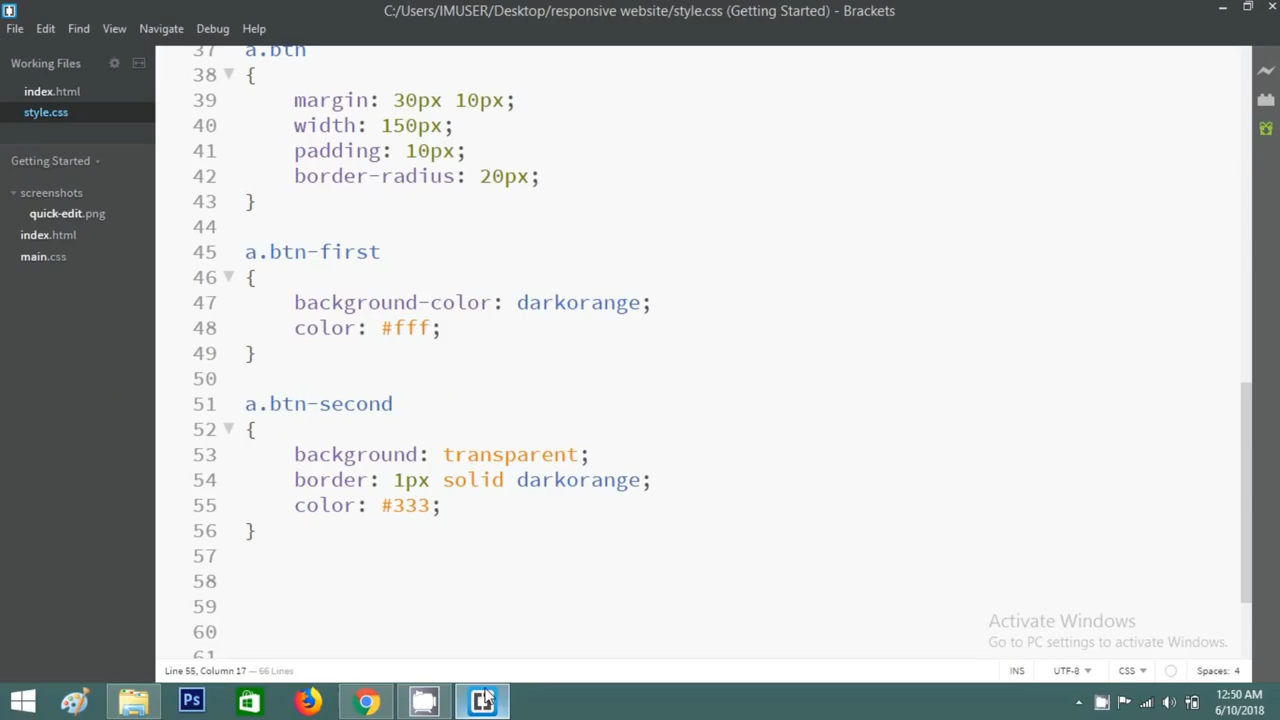 C:/Users/IMUSER/Desktop/responsive website/style.css (Getting Started) - Brackets
File Edit Find View Navigate Debug Help
Working Files
index.html
style.css
Getting Started
screenshots
quick-edit.png
index.html
main.css
37 a.btn
38 {
39 margin: 30px 10px;
40 width: 150px;
41 padding: 10px;
42 border-radius: 20px;
43 }
44
45 a.btn-first
46 {
47 background-color: darkorange;
48 color: #fff;
49 }
50
51 a.btn-second
52 {
53 background: transparent;
54 border: 1px solid darkorange;
55 color: #333;
56 }
57
58
59
60
61
Activate Windows
Go to PC settings to activate Windows.
Line 55, Column 17 — 66 Lines
INS UTF-8 CSS Spaces: 4
Ps
12:50 AM
6/10/2018